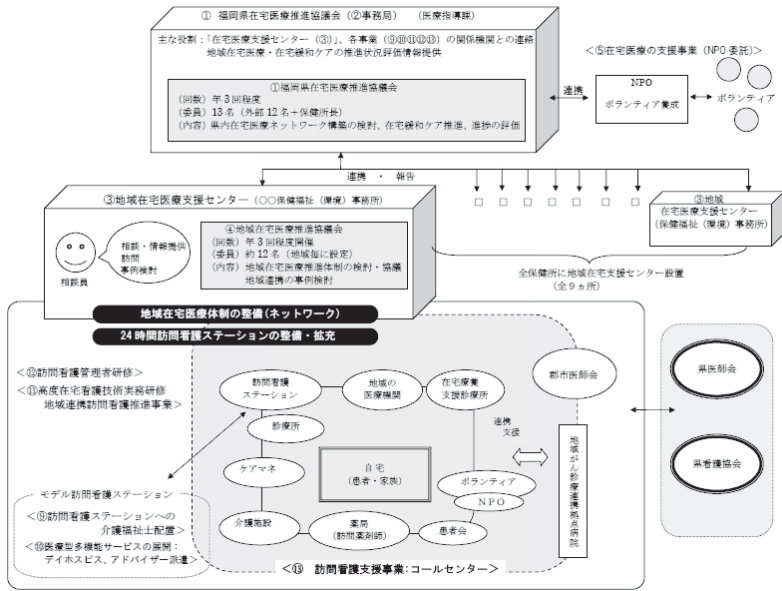 ① 福岡県在宅医療推進協議会（②事務局） （医療指導課）
主な役割：「在宅医療支援センター（③）」、各事業（⑨⑩⑪⑫⑬）の関係機関との連絡
地域在宅医療・在宅緩和ケアの推進状況評価情報提供
①福岡県在宅医療推進協議会
（回数）年３回程度
（委員）13名（外部12名＋保健所長）
（内容）県内在宅医療ネットワーク構築の検討、在宅緩和ケア推進、進捗の評価
＜⑤在宅医療の支援事業（NPO委託）＞
連携
NPO
ボランティア養成
ボランティア
連携 ・ 報告
③地域在宅医療支援センター（○○保健福祉（環境）事務所）
④地域在宅医療推進協議会
（回数）年３回程度開催
（委員）約12名（地域毎に設定）
（内容）地域在宅医療推進体制の検討・協議
地域連携の事例検討
相談・情報提供
訪問
事例検討
相談員
③地域
在宅医療支援センター
（保健福祉（環境）事務所）
全保健所に地域在宅支援センター設置
（全９ヵ所）
地域在宅医療体制の整備（ネットワーク）
24時間訪問看護ステーションの整備・拡充
＜⑫訪問看護管理者研修＞
＜⑪高度在宅看護技術実務研修
地域連携訪問看護推進事業＞
訪問看護
ステーション
地域の
医療機関
在宅療養
支援診療所
郡市医師会
診療所
ケアマネ
自宅
（患者・家族）
連携
支援
地域がん診療連携拠点病院
ボランティア
NPO
介護施設
薬局
（訪問薬剤師）
患者会
モデル訪問看護ステーション
＜⑨訪問看護ステーションへの
介護福祉士配置＞
＜⑩医療型多機能サービスの展開：
デイホスピス、アドバイザー派遣＞
＜⑬ 訪問看護支援事業：コールセンター＞
県医師会
県看護協会